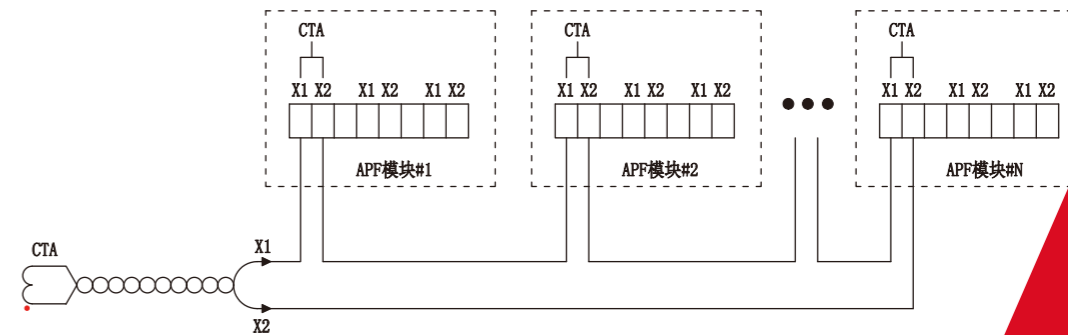 CTA CTA CTA
X1 X2 X1 X2 X1 X2 X1 X2 X1 X2 X1 X2 X1 X2 X1 X2 X1 X2
APF模块#1 APF模块#2 APF模块#N
CTA
X1
X2